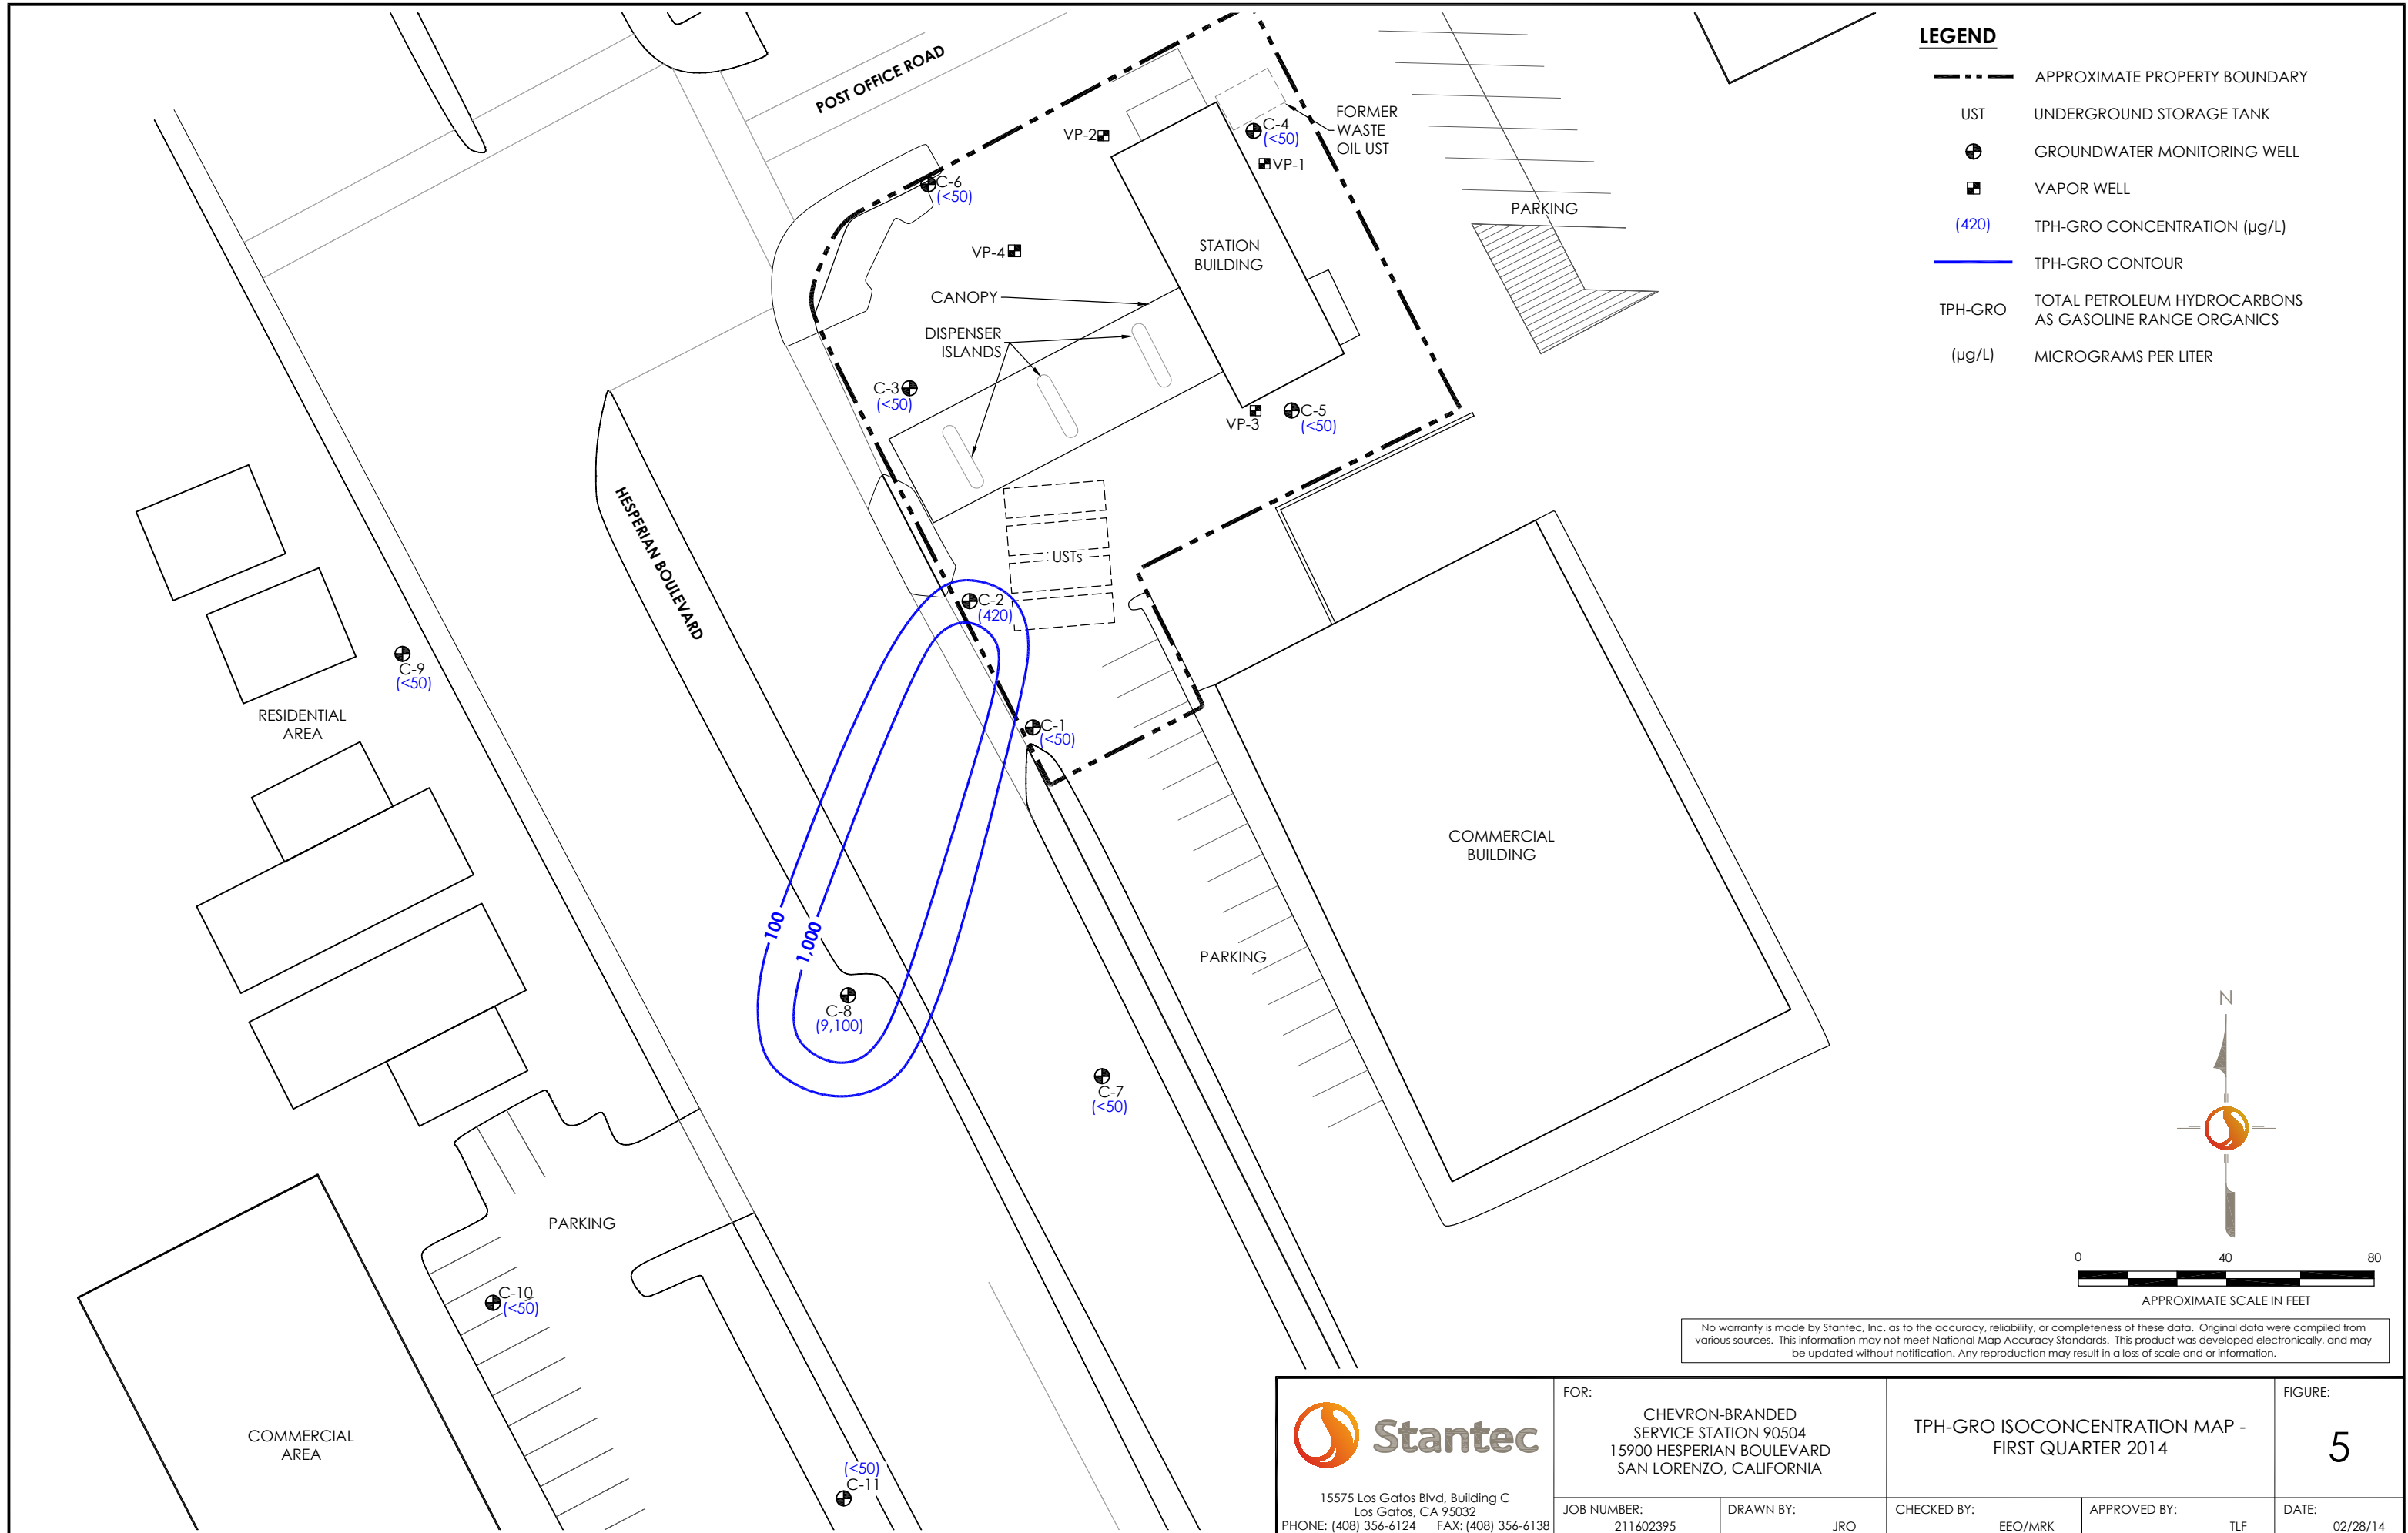 POST OFFICE ROAD
LEGEND
APPROXIMATE PROPERTY BOUNDARY
UST UNDERGROUND STORAGE TANK
GROUNDWATER MONITORING WELL
VAPOR WELL
(420) TPH-GRO CONCENTRATION (µg/L)
TPH-GRO CONTOUR
TPH-GRO TOTAL PETROLEUM HYDROCARBONS
AS GASOLINE RANGE ORGANICS
(µg/L) MICROGRAMS PER LITER
FORMER
WASTE
OIL UST
VP-2
C-4
(<50)
VP-1
C-6
(<50)
PARKING
VP-4
STATION
BUILDING
CANOPY
DISPENSER
ISLANDS
C-3
(<50)
VP-3
C-5
(<50)
HESPERIAN BOULEVARD
USTs
C-2
(420)
C-9
(<50)
RESIDENTIAL
AREA
C-1
(<50)
COMMERCIAL
BUILDING
100
1,000
PARKING
C-8
(9,100)
C-7
(<50)
PARKING
C-10
(<50)
COMMERCIAL
AREA
(<50)
C-11
N
0 40 80
APPROXIMATE SCALE IN FEET
No warranty is made by Stantec, Inc. as to the accuracy, reliability, or completeness of these data. Original data were compiled from
various sources. This information may not meet National Map Accuracy Standards. This product was developed electronically, and may
be updated without notification. Any reproduction may result in a loss of scale and or information.
Stantec
15575 Los Gatos Blvd, Building C
Los Gatos, CA 95032
PHONE: (408) 356-6124 FAX: (408) 356-6138
FOR:
CHEVRON-BRANDED
SERVICE STATION 90504
15900 HESPERIAN BOULEVARD
SAN LORENZO, CALIFORNIA
TPH-GRO ISOCONCENTRATION MAP -
FIRST QUARTER 2014
FIGURE:
5
JOB NUMBER:
211602395
DRAWN BY:
JRO
CHECKED BY:
EEO/MRK
APPROVED BY:
TLF
DATE:
02/28/14